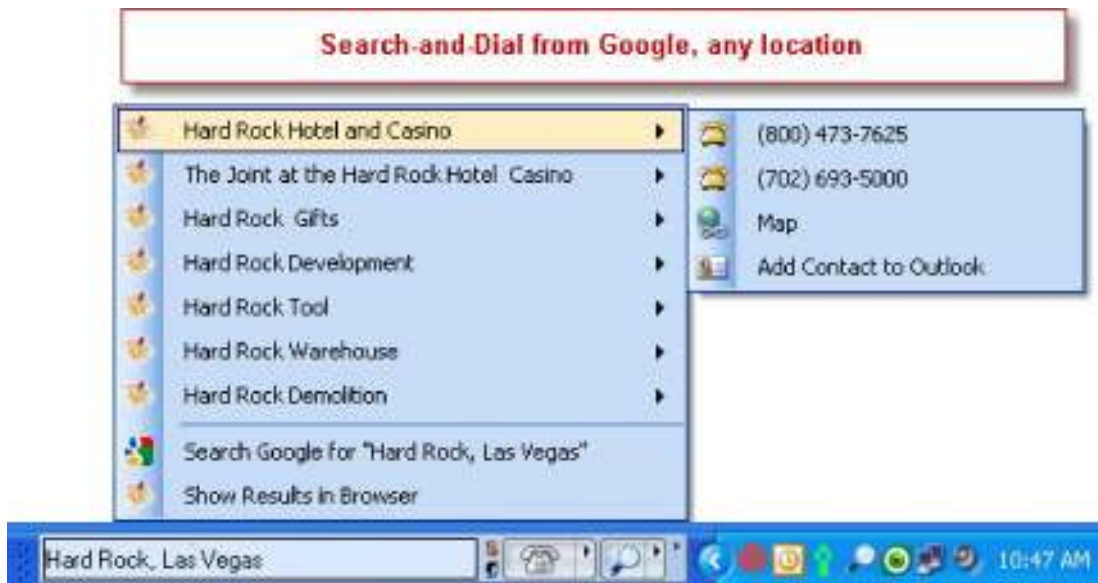 Search-and-Dial from Google, any location
Hard Rock Hotel and Casino
(800) 473-7625
The Joint at the Hard Rock Hotel Casino
(702) 693-5000
Hard Rock Gifts
Map
Hard Rock Development
Add Contact to Outlook
Hard Rock Tool
Hard Rock Warehouse
Hard Rock Demolition
Search Google for "Hard Rock, Las Vegas"
Show Results in Browser
Hard Rock, Las Vegas
10:47 AM